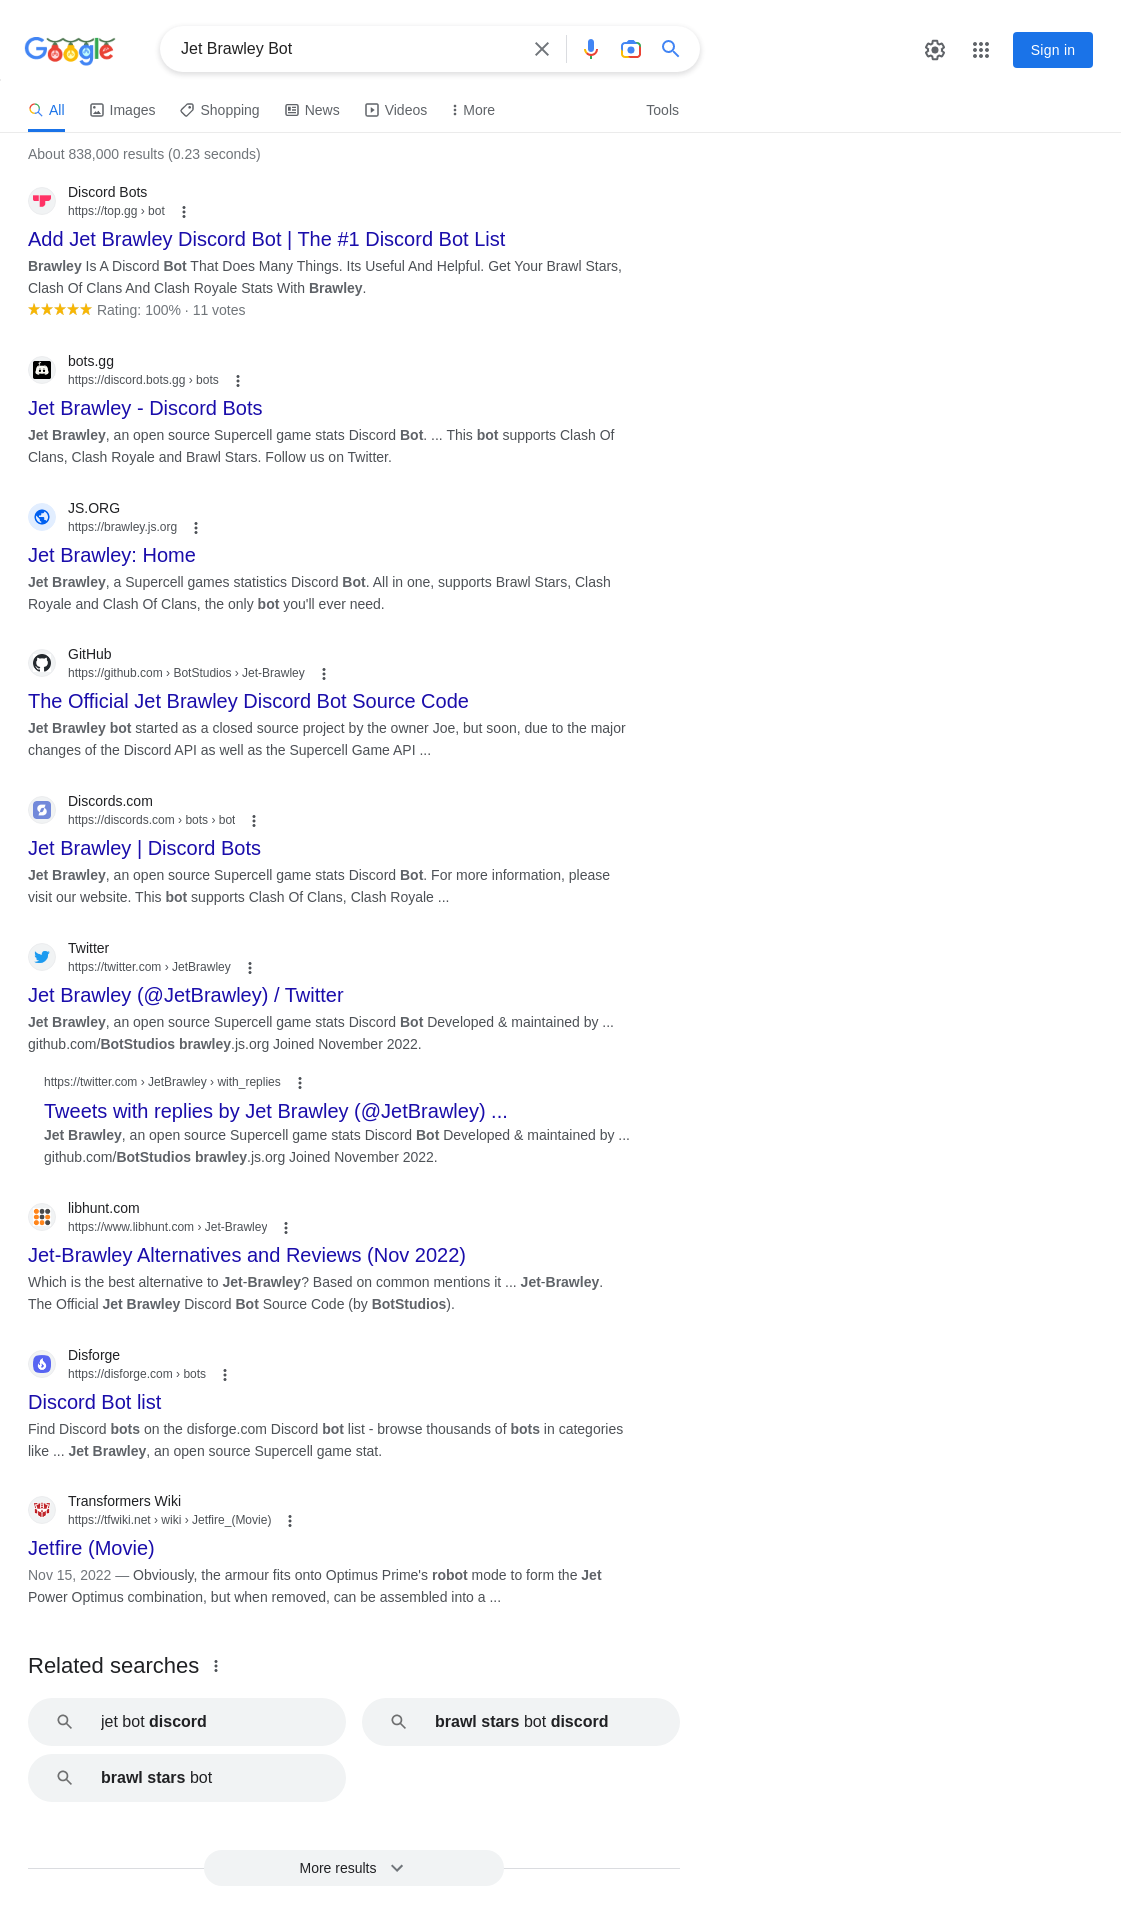 Google
Jet Brawley Bot
Sign in
All
Images
Shopping
News
Videos
More
Tools
About 838,000 results (0.23 seconds)
Discord Bots
https://top.gg › bot
Add Jet Brawley Discord Bot | The #1 Discord Bot List
Brawley Is A Discord Bot That Does Many Things. Its Useful And Helpful. Get Your Brawl Stars,
Clash Of Clans And Clash Royale Stats With Brawley.
Rating: 100% · 11 votes
bots.gg
https://discord.bots.gg › bots
Jet Brawley - Discord Bots
Jet Brawley, an open source Supercell game stats Discord Bot. ... This bot supports Clash Of
Clans, Clash Royale and Brawl Stars. Follow us on Twitter.
JS.ORG
https://brawley.js.org
Jet Brawley: Home
Jet Brawley, a Supercell games statistics Discord Bot. All in one, supports Brawl Stars, Clash
Royale and Clash Of Clans, the only bot you'll ever need.
GitHub
https://github.com › BotStudios › Jet-Brawley
The Official Jet Brawley Discord Bot Source Code
Jet Brawley bot started as a closed source project by the owner Joe, but soon, due to the major
changes of the Discord API as well as the Supercell Game API ...
Discords.com
https://discords.com › bots › bot
Jet Brawley | Discord Bots
Jet Brawley, an open source Supercell game stats Discord Bot. For more information, please
visit our website. This bot supports Clash Of Clans, Clash Royale ...
Twitter
https://twitter.com › JetBrawley
Jet Brawley (@JetBrawley) / Twitter
Jet Brawley, an open source Supercell game stats Discord Bot Developed & maintained by ...
github.com/BotStudios brawley.js.org Joined November 2022.
https://twitter.com › JetBrawley › with_replies
Tweets with replies by Jet Brawley (@JetBrawley) ...
Jet Brawley, an open source Supercell game stats Discord Bot Developed & maintained by ...
github.com/BotStudios brawley.js.org Joined November 2022.
libhunt.com
https://www.libhunt.com › Jet-Brawley
Jet-Brawley Alternatives and Reviews (Nov 2022)
Which is the best alternative to Jet-Brawley? Based on common mentions it ... Jet-Brawley.
The Official Jet Brawley Discord Bot Source Code (by BotStudios).
Disforge
https://disforge.com › bots
Discord Bot list
Find Discord bots on the disforge.com Discord bot list - browse thousands of bots in categories
like ... Jet Brawley, an open source Supercell game stat.
Transformers Wiki
https://tfwiki.net › wiki › Jetfire_(Movie)
Jetfire (Movie)
Nov 15, 2022 — Obviously, the armour fits onto Optimus Prime's robot mode to form the Jet
Power Optimus combination, but when removed, can be assembled into a ...
Related searches
jet bot discord
brawl stars bot discord
brawl stars bot
More results